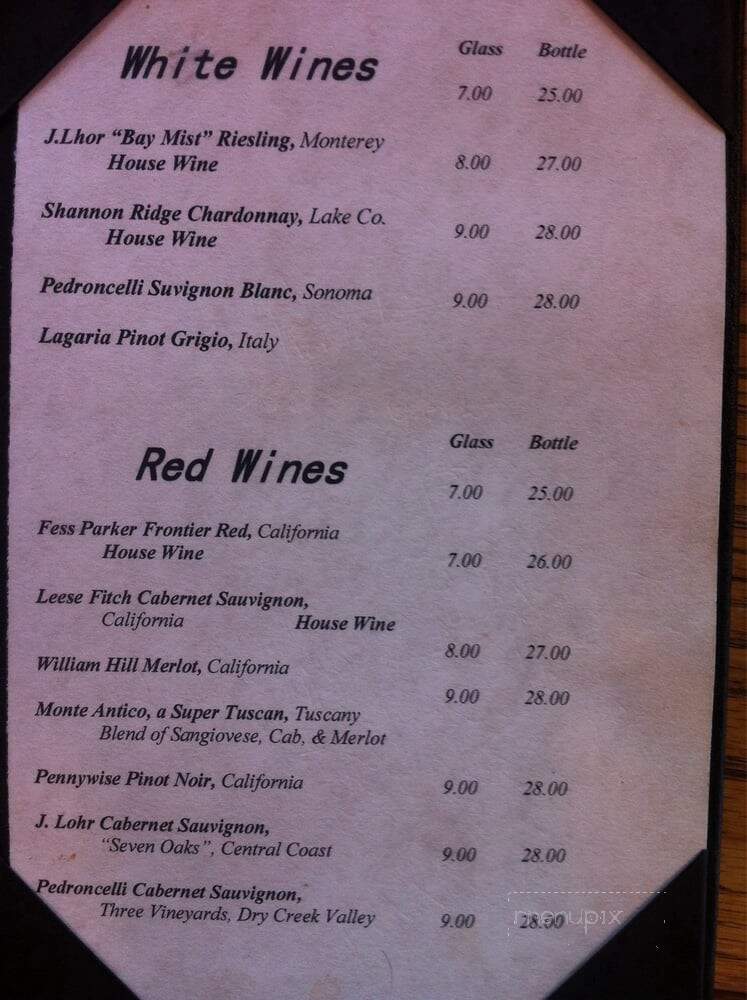 White Wines Glass Bottle
7.00 25.00
J.Lhor “Bay Mist” Riesling, Monterey
House Wine 8.00 27.00
Shannon Ridge Chardonnay, Lake Co.
House Wine 9.00 28.00
Pedroncelli Suvignon Blanc, Sonoma
9.00 28.00
Lagaria Pinot Grigio, Italy
Glass Bottle
Red Wines
7.00 25.00
Fess Parker Frontier Red, California
House Wine 7.00 26.00
Leese Fitch Cabernet Sauvignon,
California House Wine
8.00 27.00
William Hill Merlot, California
9.00 28.00
Monte Antico, a Super Tuscan, Tuscany
Blend of Sangiovese, Cab, & Merlot
Pennywise Pinot Noir, California 9.00 28.00
J. Lohr Cabernet Sauvignon,
“Seven Oaks”, Central Coast 9.00 28.00
Pedroncelli Cabernet Sauvignon,
Three Vineyards, Dry Creek Valley 9.00 28.00
menupix